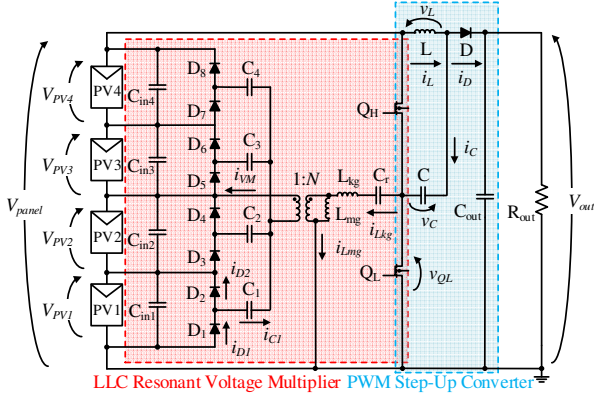 v_L
L
D
i_L
i_D
D_8
C_4
PV4
V_PV4
C_in4
D_7
Q_H
D_6
C_3
i_C
PV3
V_PV3
C_in3
D_5
i_VM
1:N
L_kg
C_r
C
V_panel
D_4
L_mg
C_out
R_out
V_out
C_2
i_Lkg
v_C
PV2
V_PV2
C_in2
D_3
i_Lmg
i_D2
Q_L
v_QL
D_2
C_1
PV1
V_PV1
C_in1
D_1
i_D1
i_C1
LLC Resonant Voltage Multiplier PWM Step-Up Converter